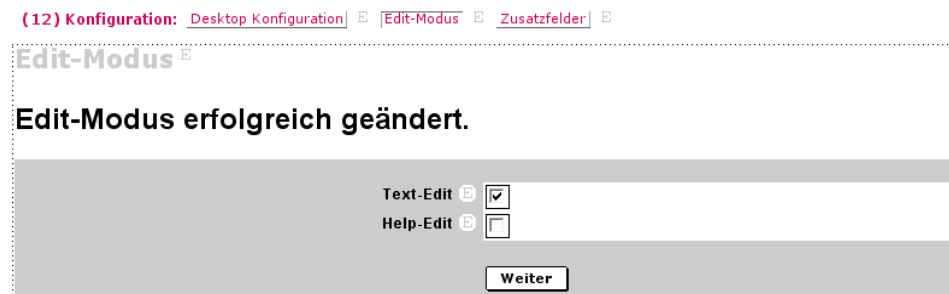 (12) Konfiguration: Desktop Konfiguration E Edit-Modus E Zusatzfelder E
Edit-Modus E
Edit-Modus erfolgreich geändert.
Text-Edit E
Help-Edit E
Weiter